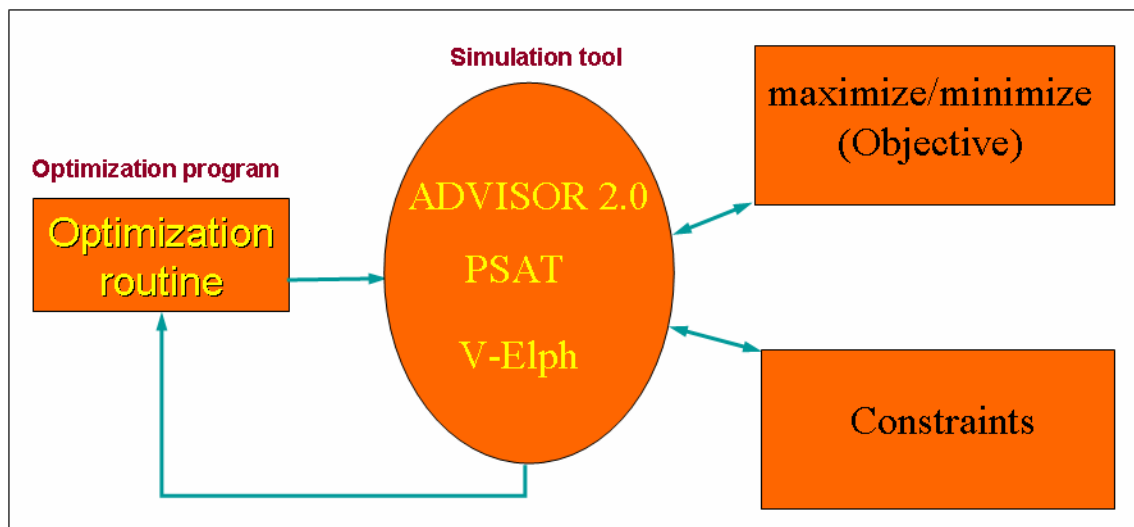 Simulation tool
maximize/minimize
(Objective)
Optimization program
ADVISOR 2.0
Optimization
routine
PSAT
V-Elph
Constraints